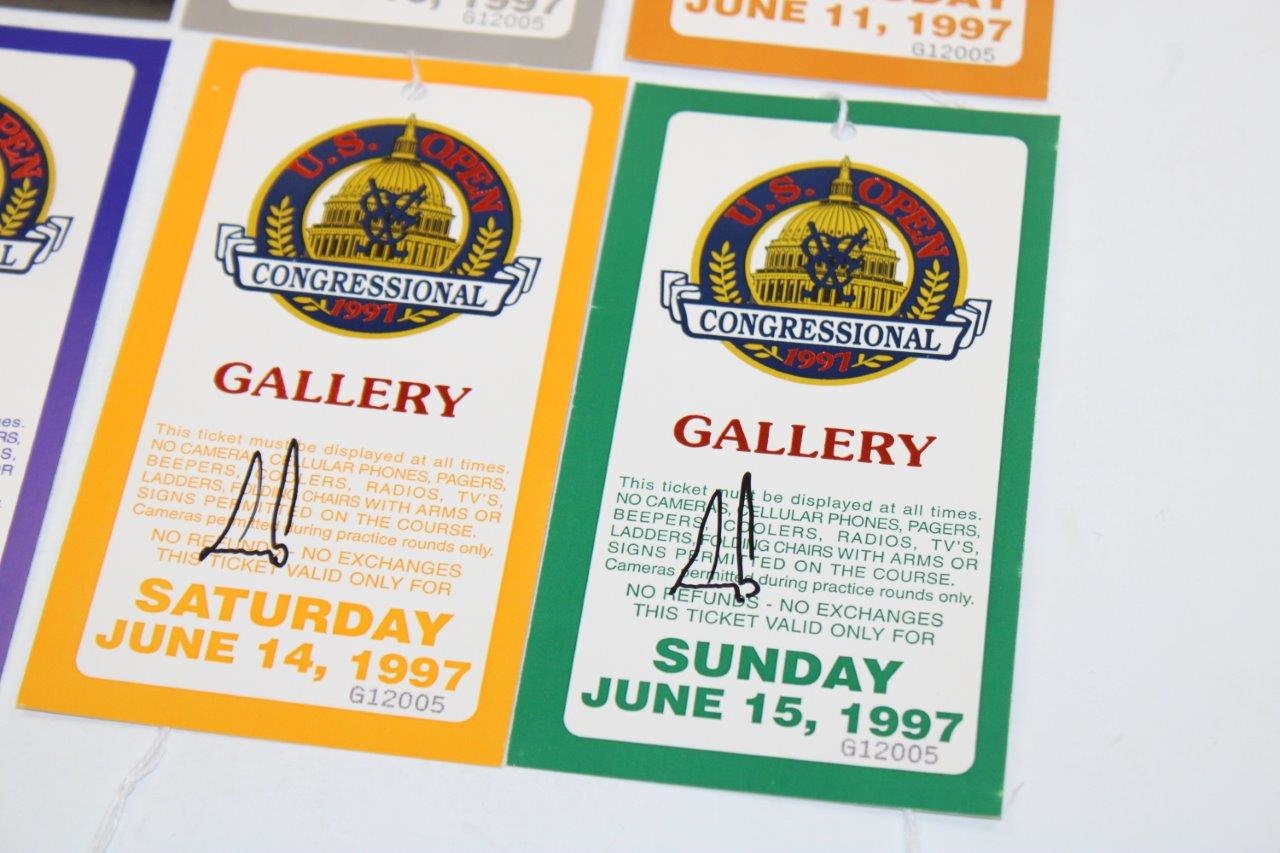 1997
G12005
JUNE 11, 1997
G12005
OPEN
L
U.S. OPEN
CONGRESSIONAL
1997
GALLERY
This ticket must be displayed at all times.
NO CAMERAS, CELLULAR PHONES, PAGERS,
BEEPERS, COOLERS, RADIOS, TV'S,
LADDERS, FOLDING CHAIRS WITH ARMS OR
SIGNS PERMITTED ON THE COURSE.
Cameras permitted during practice rounds only.
NO REFUNDS - NO EXCHANGES
THIS TICKET VALID ONLY FOR
SATURDAY
JUNE 14, 1997
G12005
U.S. OPEN
CONGRESSIONAL
1997
GALLERY
This ticket must be displayed at all times.
NO CAMERAS, CELLULAR PHONES, PAGERS,
BEEPERS, COOLERS, RADIOS, TV'S,
LADDERS, FOLDING CHAIRS WITH ARMS OR
SIGNS PERMITTED ON THE COURSE.
Cameras permitted during practice rounds only.
NO REFUNDS - NO EXCHANGES
THIS TICKET VALID ONLY FOR
SUNDAY
JUNE 15, 1997
G12005